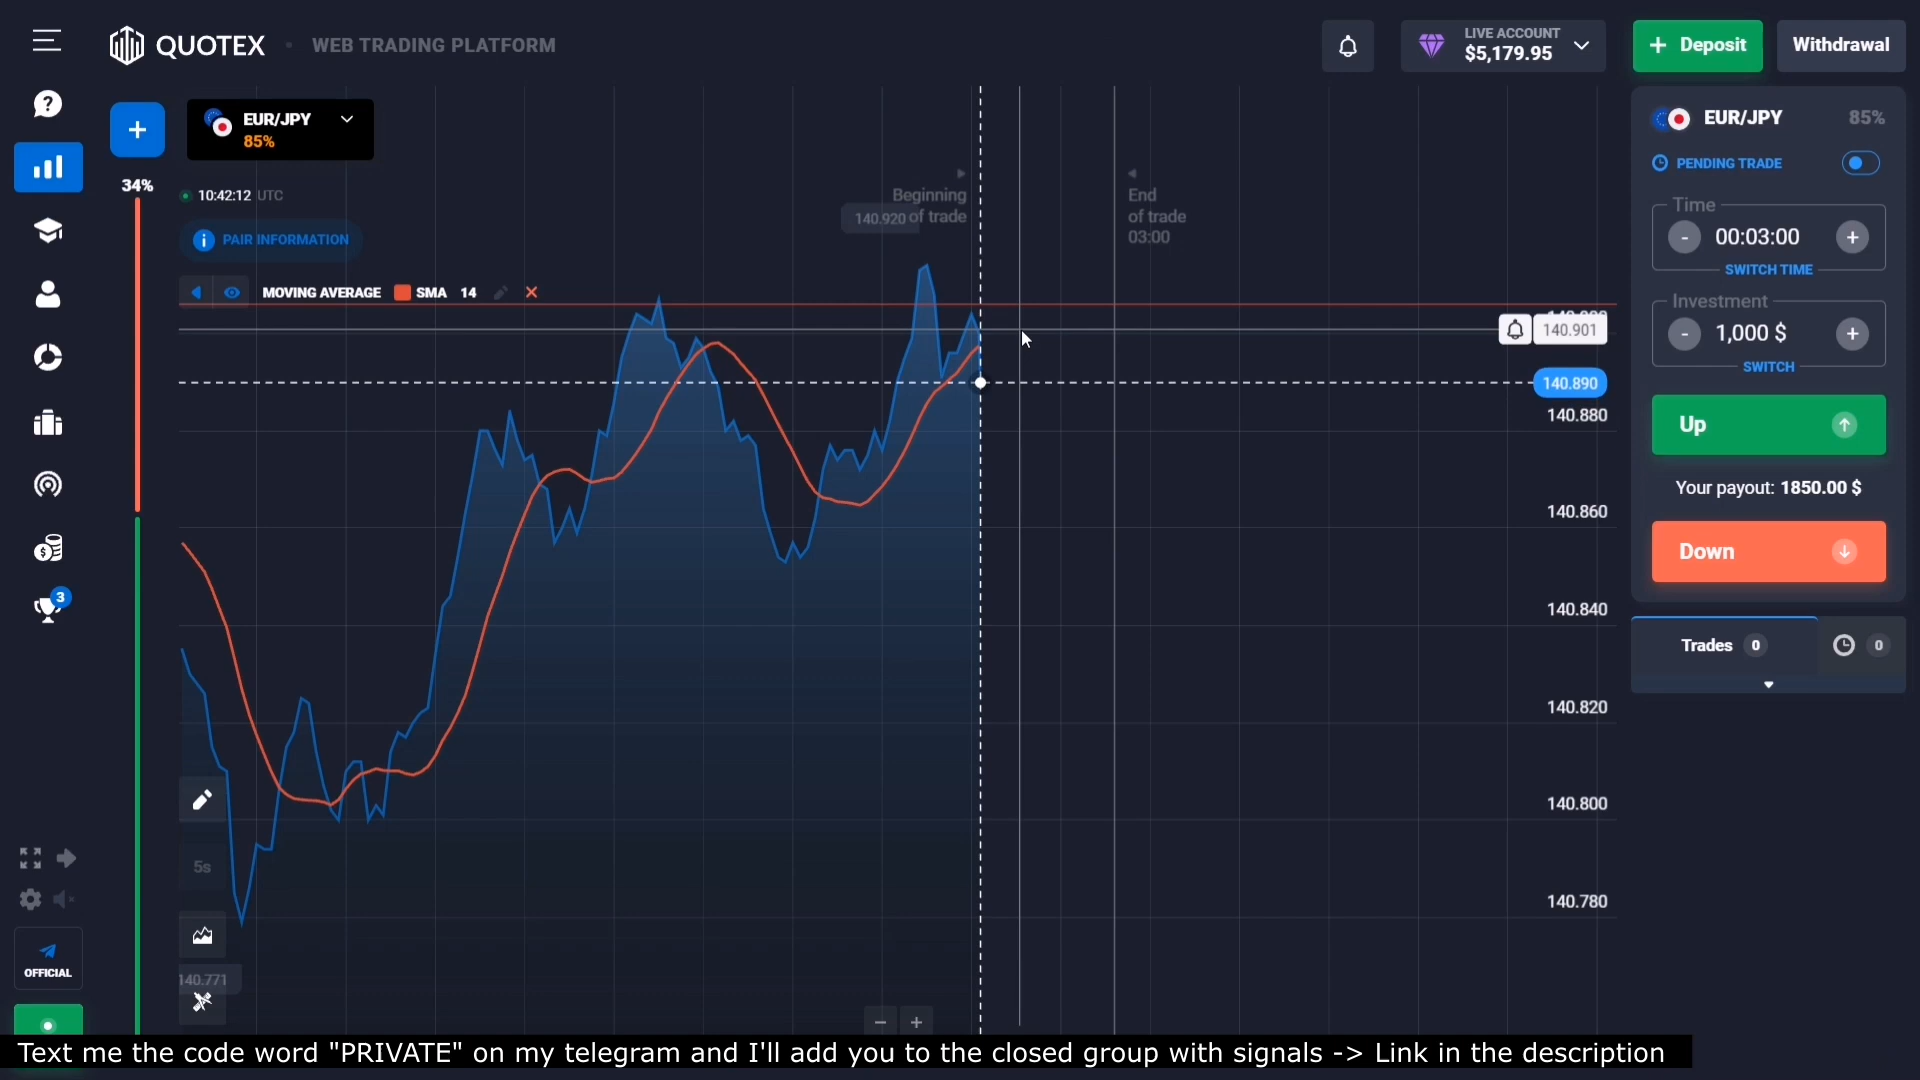 QUOTEX
WEB TRADING PLATFORM
LIVE ACCOUNT
$5,179.95
Deposit
Withdrawal
EUR/JPY
85%
34%
10:42:12 UTC
PAIR INFORMATION
MOVING AVERAGE SMA 14
Beginning
of trade
140.920
End
of trade
03:00
140.901
140.890
140.880
140.860
140.840
140.820
140.800
140.780
EUR/JPY 85%
PENDING TRADE
Time
- 00:03:00 +
SWITCH TIME
Investment
- 1,000 $ +
SWITCH
Up
Your payout: 1850.00 $
Down
Trades 0
0
3
5s
140.771
OFFICIAL
Text me the code word "PRIVATE" on my telegram and I'll add you to the closed group with signals -> Link in the description